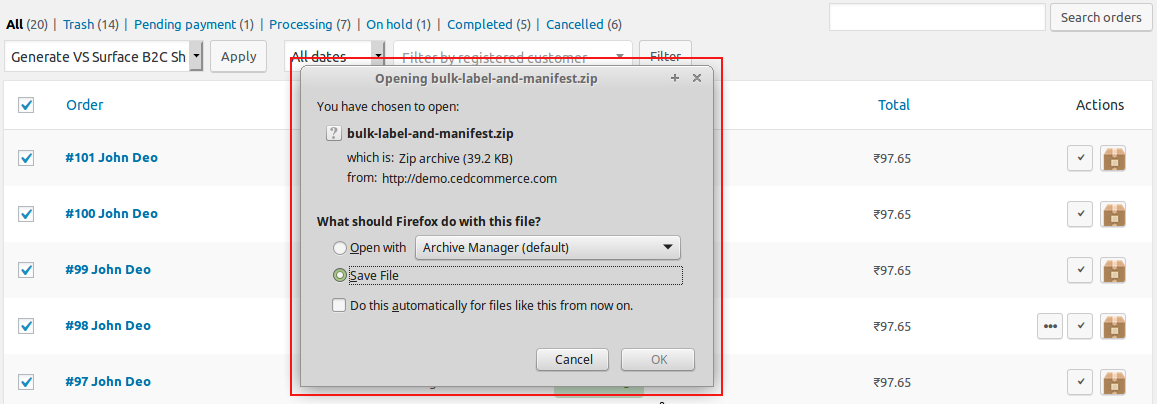 All (20) | Trash (14) | Pending payment (1) | Processing (7) | On hold (1) | Completed (5) | Cancelled (6)
Search orders
Generate VS Surface B2C Sh Apply All dates Filter by registered customer Filter
Order Total Actions
Opening bulk-label-and-manifest.zip
You have chosen to open:
bulk-label-and-manifest.zip
which is: Zip archive (39.2 KB)
from: http://demo.cedcommerce.com
What should Firefox do with this file?
Open with Archive Manager (default)
Save File
Do this automatically for files like this from now on.
Cancel OK
#101 John Deo ₹97.65
#100 John Deo ₹97.65
#99 John Deo ₹97.65
#98 John Deo ₹97.65
#97 John Deo ₹97.65